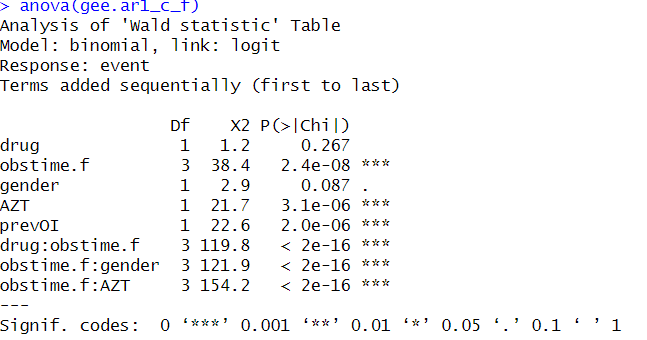 > anova(gee.ar1_c_f)
Analysis of 'Wald statistic' Table
Model: binomial, link: logit
Response: event
Terms added sequentially (first to last)
Df X2 P(>|Chi|)
drug 1 1.2 0.267
obstime.f 3 38.4 2.4e-08 ***
gender 1 2.9 0.087 .
AZT 1 21.7 3.1e-06 ***
prevOI 1 22.6 2.0e-06 ***
drug:obstime.f 3 119.8 < 2e-16 ***
obstime.f:gender 3 121.9 < 2e-16 ***
obstime.f:AZT 3 154.2 < 2e-16 ***
---
Signif. codes: 0 ‘***’ 0.001 ‘**’ 0.01 ‘*’ 0.05 ‘.’ 0.1 ‘ ’ 1